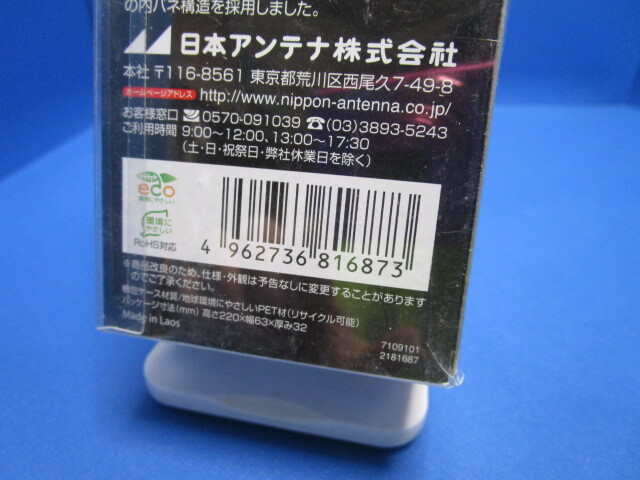 の内バネ構造を採用しました。
日本アンテナ株式会社
本社 〒116-8561 東京都荒川区西尾久7-49-8
ホームページアドレス http://www.nippon-antenna.co.jp/
お客様窓口 0570-091039 ☎(03)3893-5243
ご利用時間 9:00〜12:00, 13:00〜17:30
(土・日・祝祭日・弊社休業日を除く)
eco
環境にやさしい
環境に
やさしい
RoHS対応
4 962736 816873
※商品改良のため、仕様・外観は予告なしに変更することがあります
のでご了承ください。
梱包ケース材質/地球環境にやさしいPET材(リサイクル可能)
パッケージ寸法(mm) 高さ220×幅63×厚み32
Made in Laos
7109101
2181687